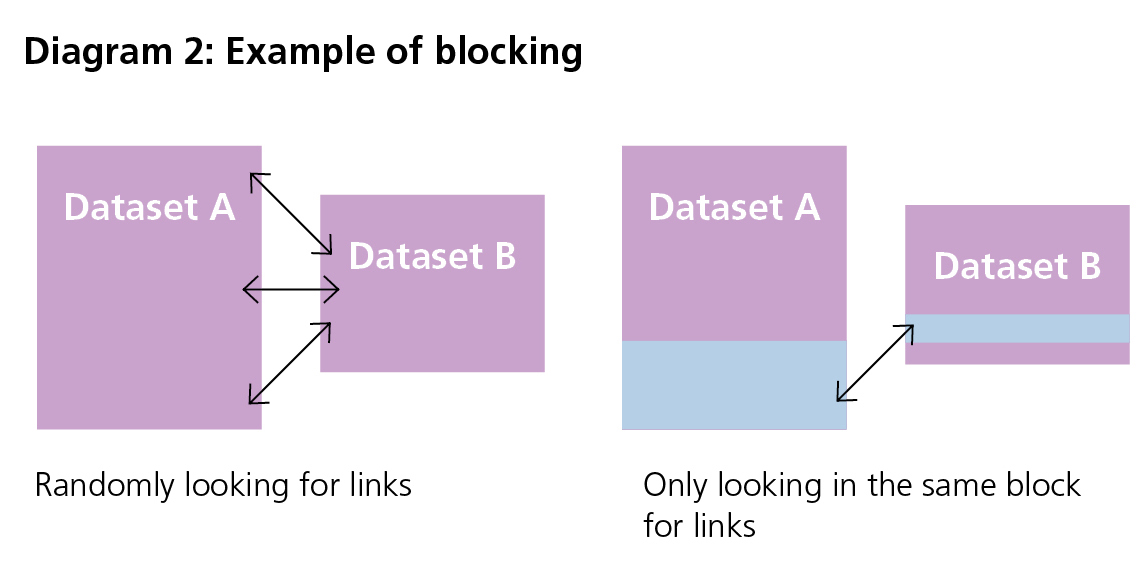 Diagram 2: Example of blocking
Dataset A
Dataset B
Randomly looking for links
Dataset A
Dataset B
Only looking in the same block
for links